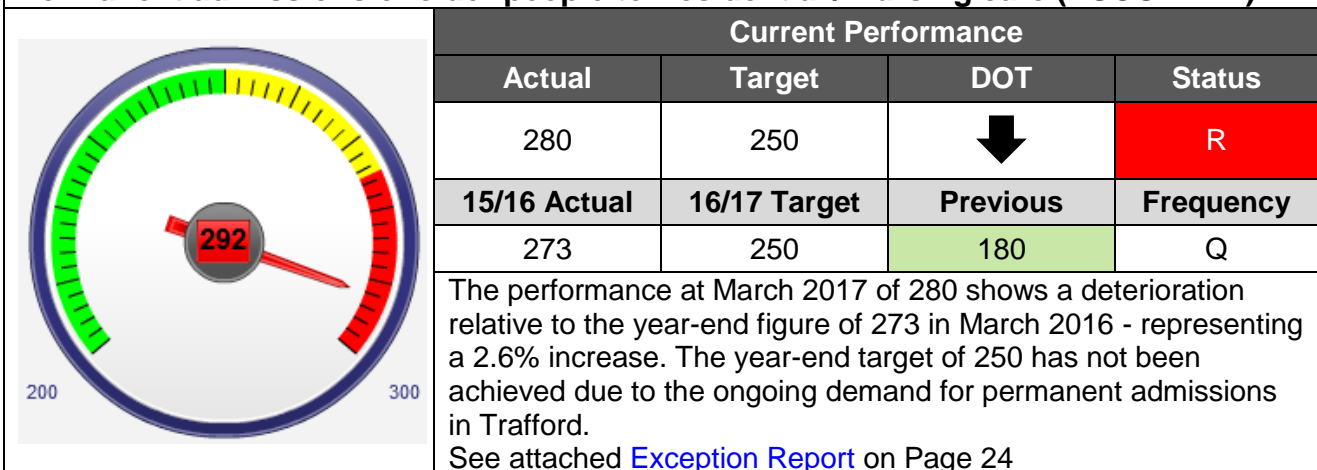 Current Performance
Actual Target DOT Status
280 250 R
15/16 Actual 16/17 Target Previous Frequency
273 250 180 Q
292
200 300
The performance at March 2017 of 280 shows a deterioration
relative to the year-end figure of 273 in March 2016 - representing
a 2.6% increase. The year-end target of 250 has not been
achieved due to the ongoing demand for permanent admissions
in Trafford.
See attached Exception Report on Page 24